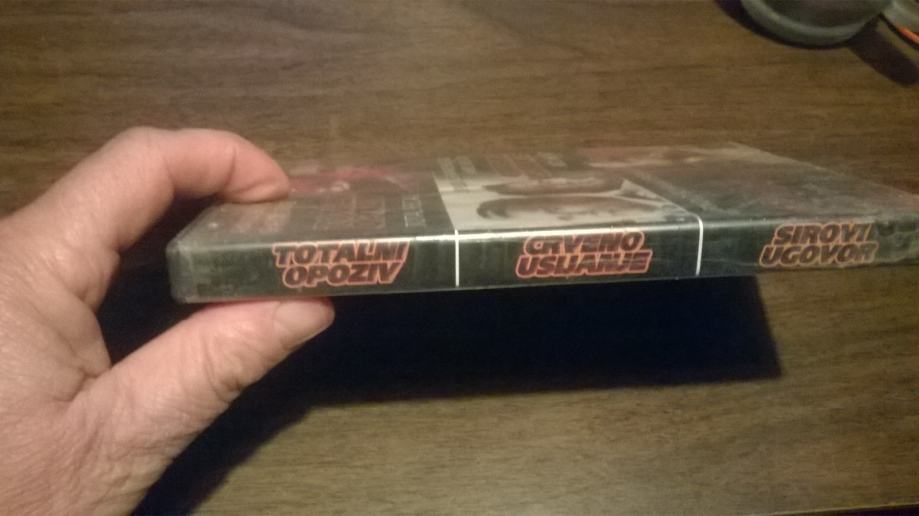 TOTALNI
OPOZIV
CRVENO
USIJANJE
SIROVI
UGOVOR